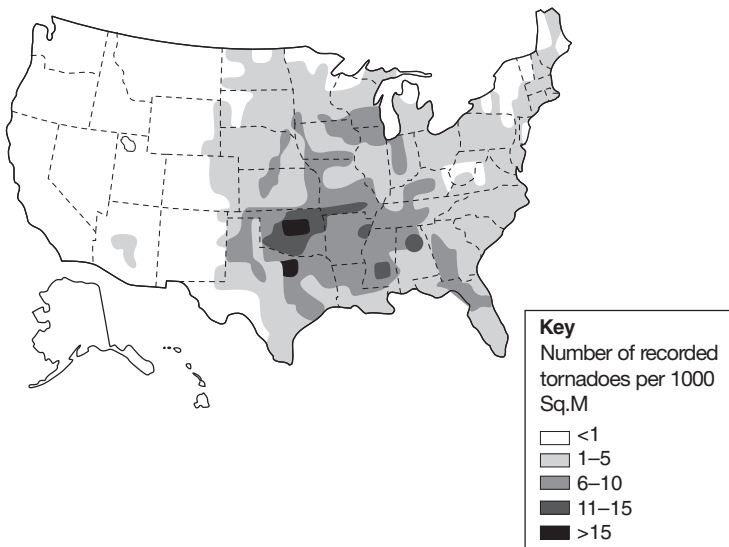 Key
Number of recorded
tornadoes per 1000
Sq.M
<1
1–5
6–10
11–15
>15